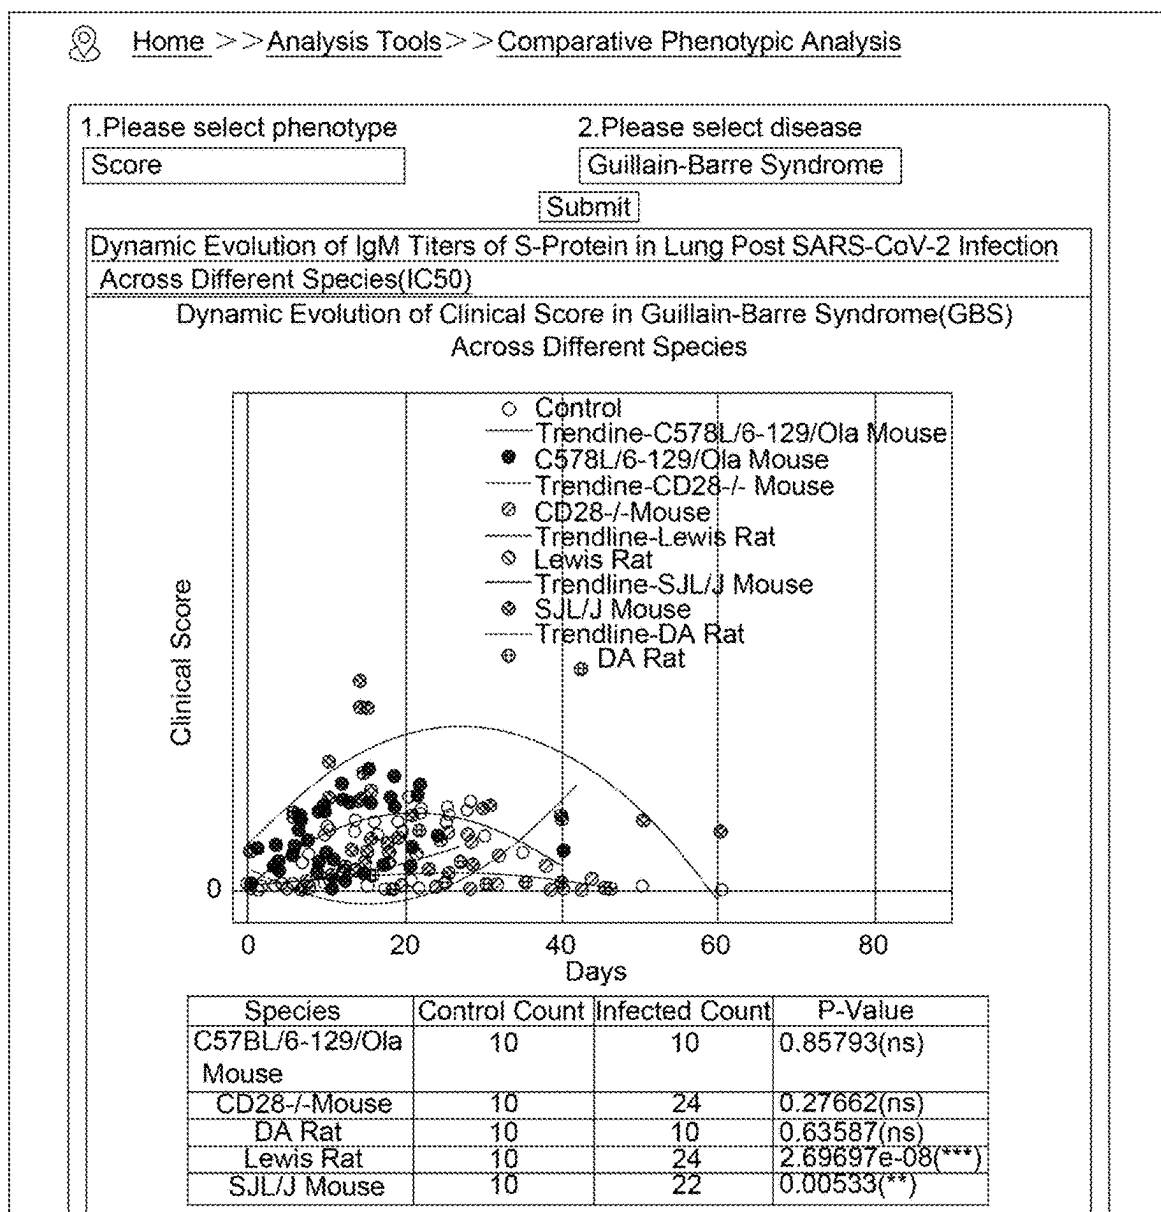 Home >>Analysis Tools>>Comparative Phenotypic Analysis
1.Please select phenotype
2.Please select disease
Score
Guillain-Barre Syndrome
Submit
Dynamic Evolution of IgM Titers of S-Protein in Lung Post SARS-CoV-2 Infection
Across Different Species(IC50)
Dynamic Evolution of Clinical Score in Guillain-Barre Syndrome(GBS)
Across Different Species
Control
Trendline-C578L/6-129/Ola Mouse
C578L/6-129/Ola Mouse
Trendine-CD28-/- Mouse
CD28-/-Mouse
Trendline-Lewis Rat
Lewis Rat
Trendline-SJL/J Mouse
SJL/J Mouse
Trendline-DA Rat
DA Rat
Clinical Score
0
0 20 40 60 80
Days
Species Control Count Infected Count P-Value
C57BL/6-129/Ola 10 10 0.85793(ns)
Mouse
CD28-/-Mouse 10 24 0.27662(ns)
DA Rat 10 10 0.63587(ns)
Lewis Rat 10 24 2.69697e-08(***)
SJL/J Mouse 10 22 0.00533(**)